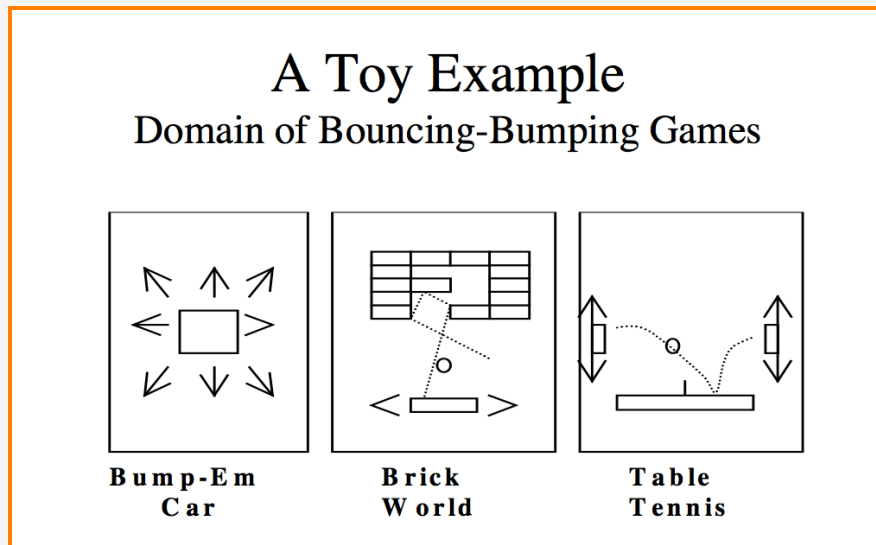 A Toy Example
Domain of Bouncing-Bumping Games
Bump-Em
Car
Brick
World
Table
Tennis